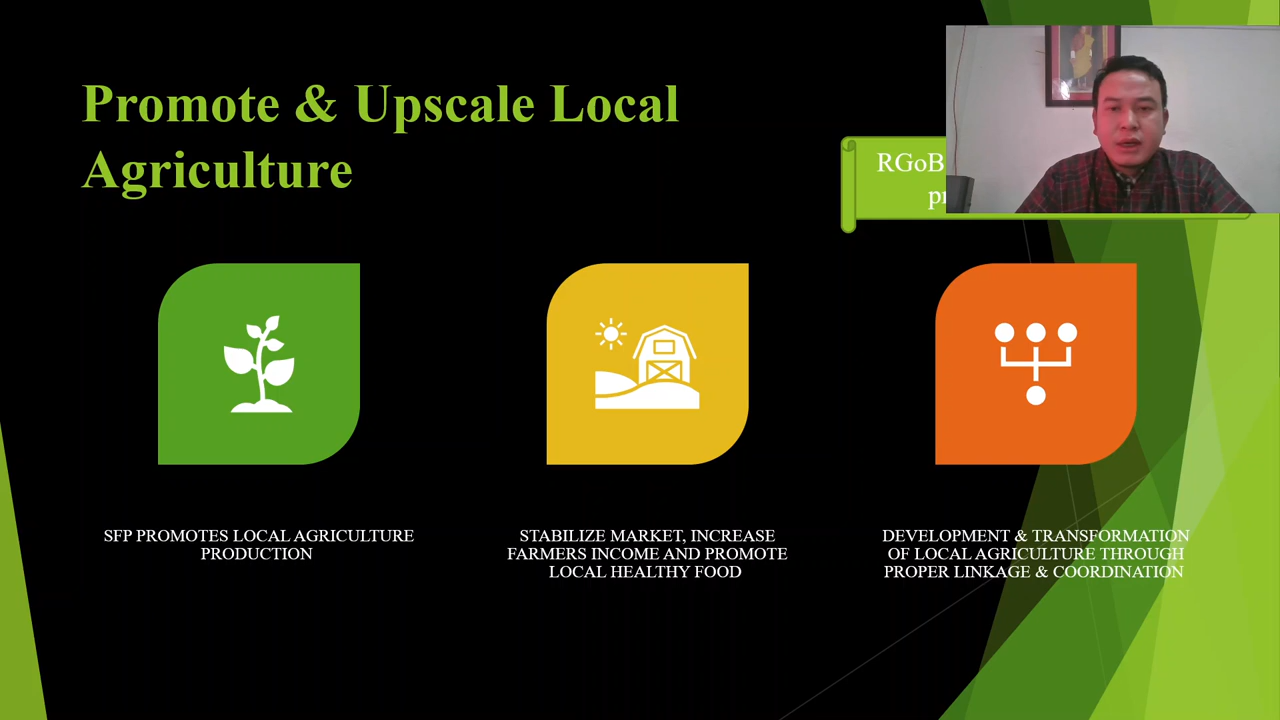 Promote & Upscale Local
Agriculture
RGoB
SFP PROMOTES LOCAL AGRICULTURE
PRODUCTION
STABILIZE MARKET, INCREASE
FARMERS INCOME AND PROMOTE
LOCAL HEALTHY FOOD
DEVELOPMENT & TRANSFORMATION
OF LOCAL AGRICULTURE THROUGH
PROPER LINKAGE & COORDINATION